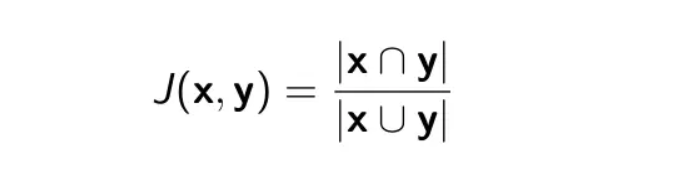 J(x, y) = |x ∩ y| / |x ∪ y|